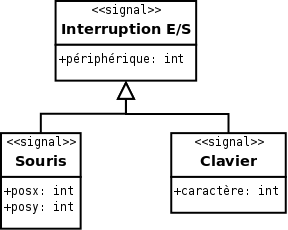 <<signal>>
Interruption E/S
+périphérique: int
<<signal>>
Souris
+posx: int
+posy: int
<<signal>>
Clavier
+caractère: int